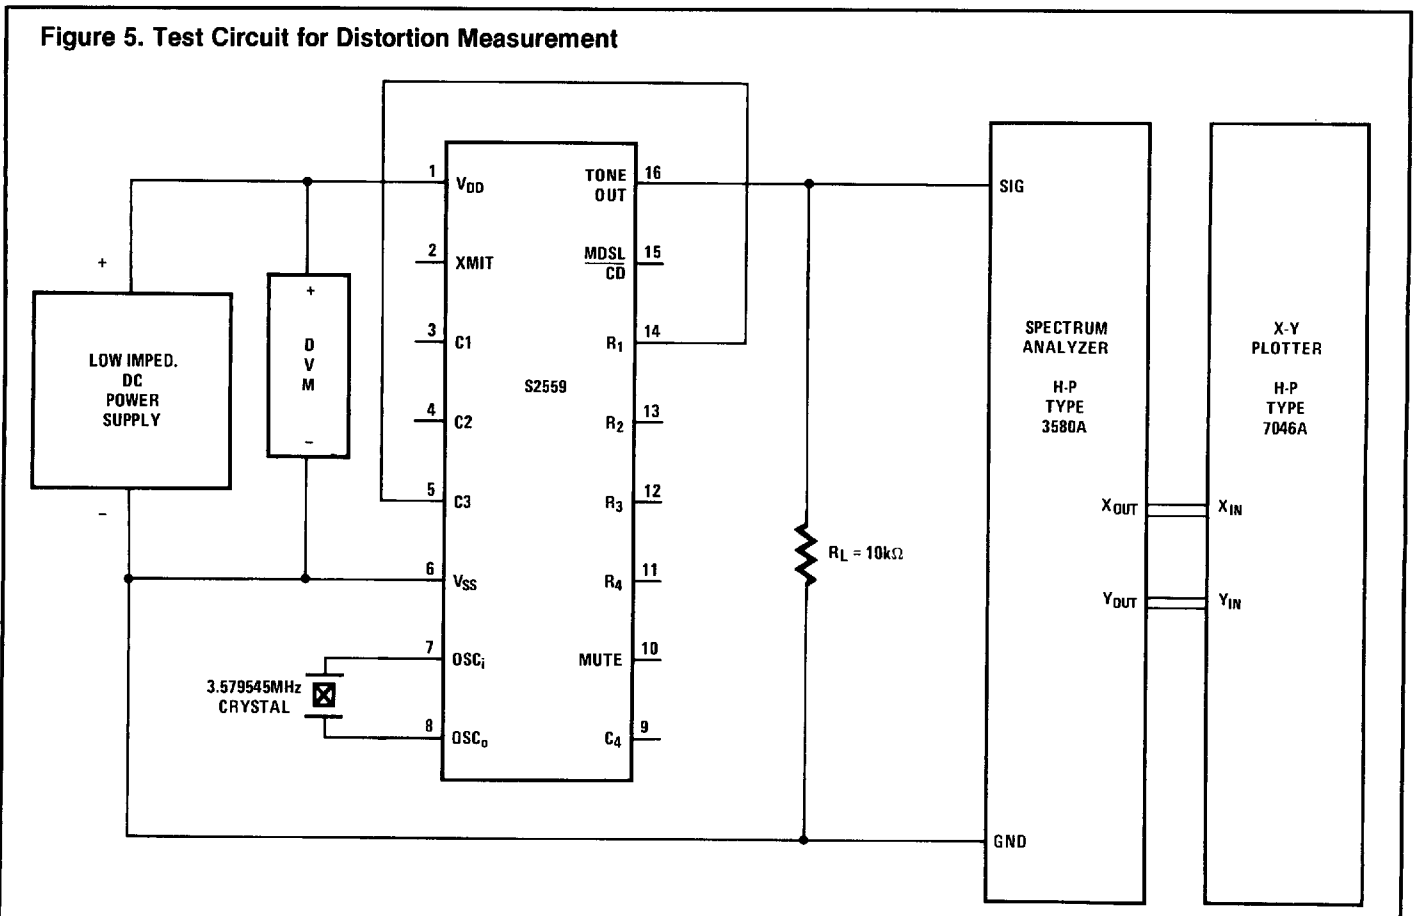 Figure 5. Test Circuit for Distortion Measurement
+
LOW IMPED.
DC
POWER
SUPPLY
−
+
D
V
M
−
1
VDD
2
XMIT
3
C1
4
C2
5
C3
6
VSS
7
OSCi
8
OSCo
S2559
TONE
OUT
16
MDSL
CD
15
R1
14
R2
13
R3
12
R4
11
MUTE
10
C4
9
3.579545MHz
CRYSTAL
RL = 10kΩ
SIG
SPECTRUM
ANALYZER
H-P
TYPE
3580A
XOUT
YOUT
GND
X-Y
PLOTTER
H-P
TYPE
7046A
XIN
YIN